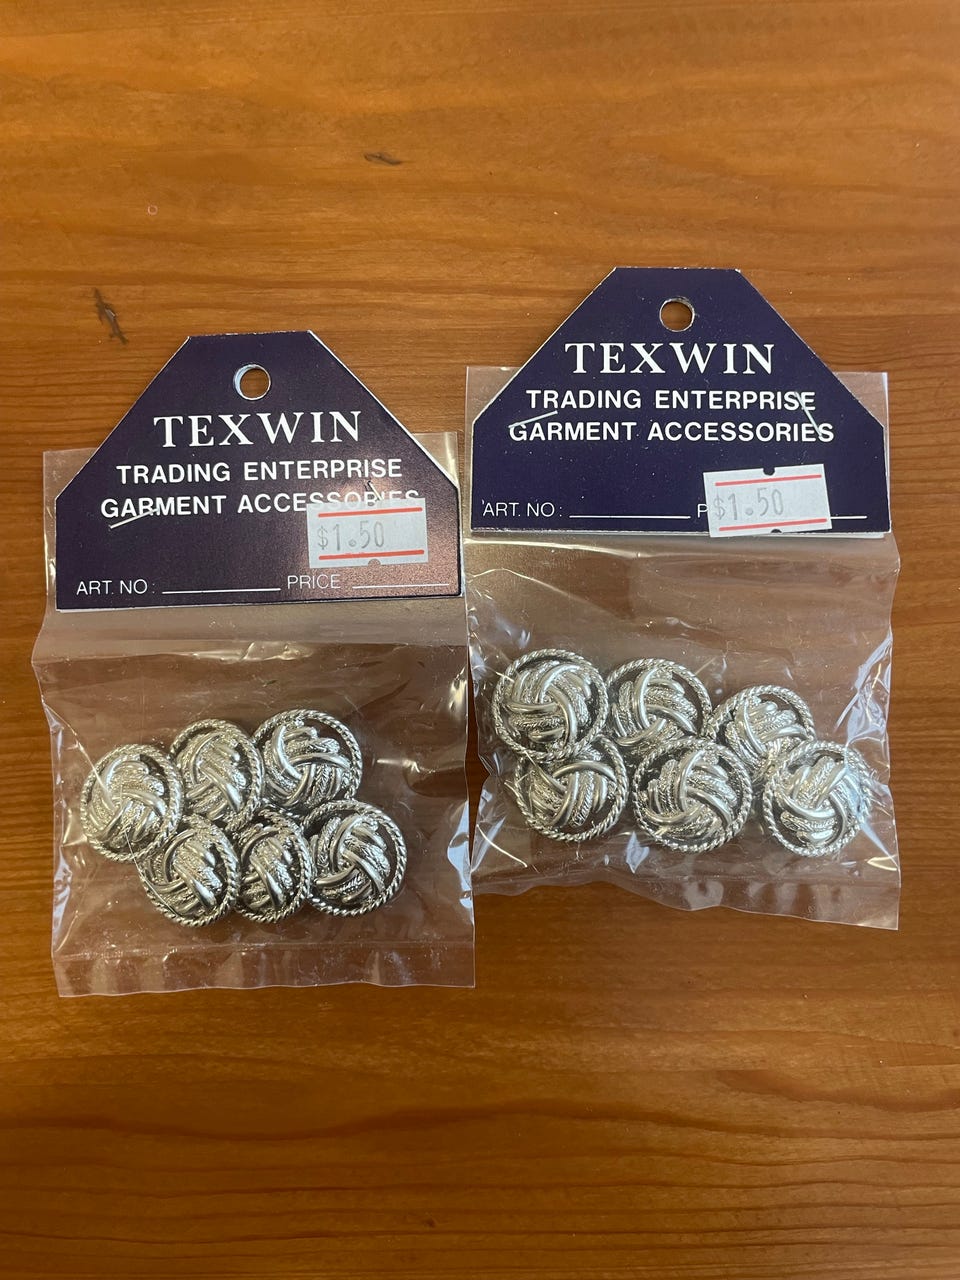 TEXWIN
TRADING ENTERPRISE
GARMENT ACCESSORIES
$1.50
ART. NO : PRICE
TEXWIN
TRADING ENTERPRISE
GARMENT ACCESSORIES
$1.50
ART. NO :